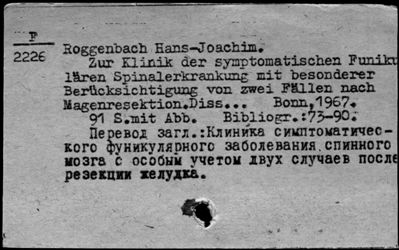 F
2226
Roggenbach Hans-Joachim.
Zur Klinik der symptomatischen Funiku
lären Spinalerkrankung mit besonderer
Berücksichtigung von zwei Fällen nach
Magenresektion.Diss... Bonn,1967.
91 S.mit Abb. Bibliogr.:73-90.
Перевод загл.:Клиника симптоматичес-
кого фуникулярного заболевания спинного
мозга с особым учетом двух случаев после
резекции желудка.